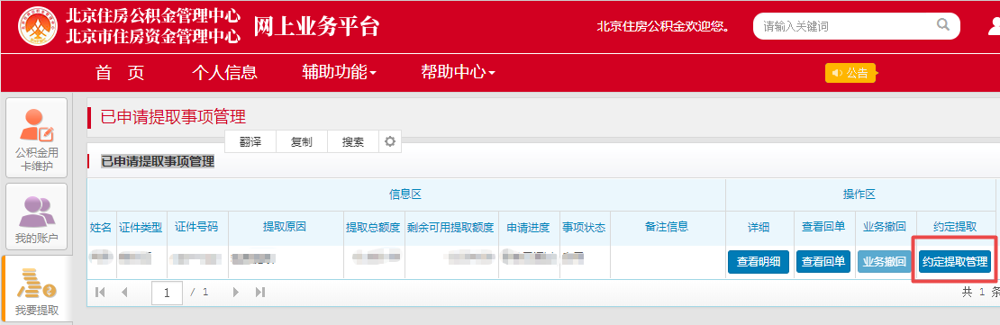 北京住房公积金管理中心
北京市住房资金管理中心
网上业务平台
北京住房公积金欢迎您。
请输入关键词
首 页
个人信息
辅助功能
帮助中心
公告
公积金用
卡维护
我的账户
我要提取
已申请提取事项管理
翻译
复制
搜索
已申请提取事项管理
信息区
操作区
姓名
证件类型
证件号码
提取原因
提取总额度
剩余可用提取额度
申请进度
事项状态
备注信息
详细
查看回单
业务撤回
约定提取
查看明细
查看回单
业务撤回
约定提取管理
1 / 1
共 1 条